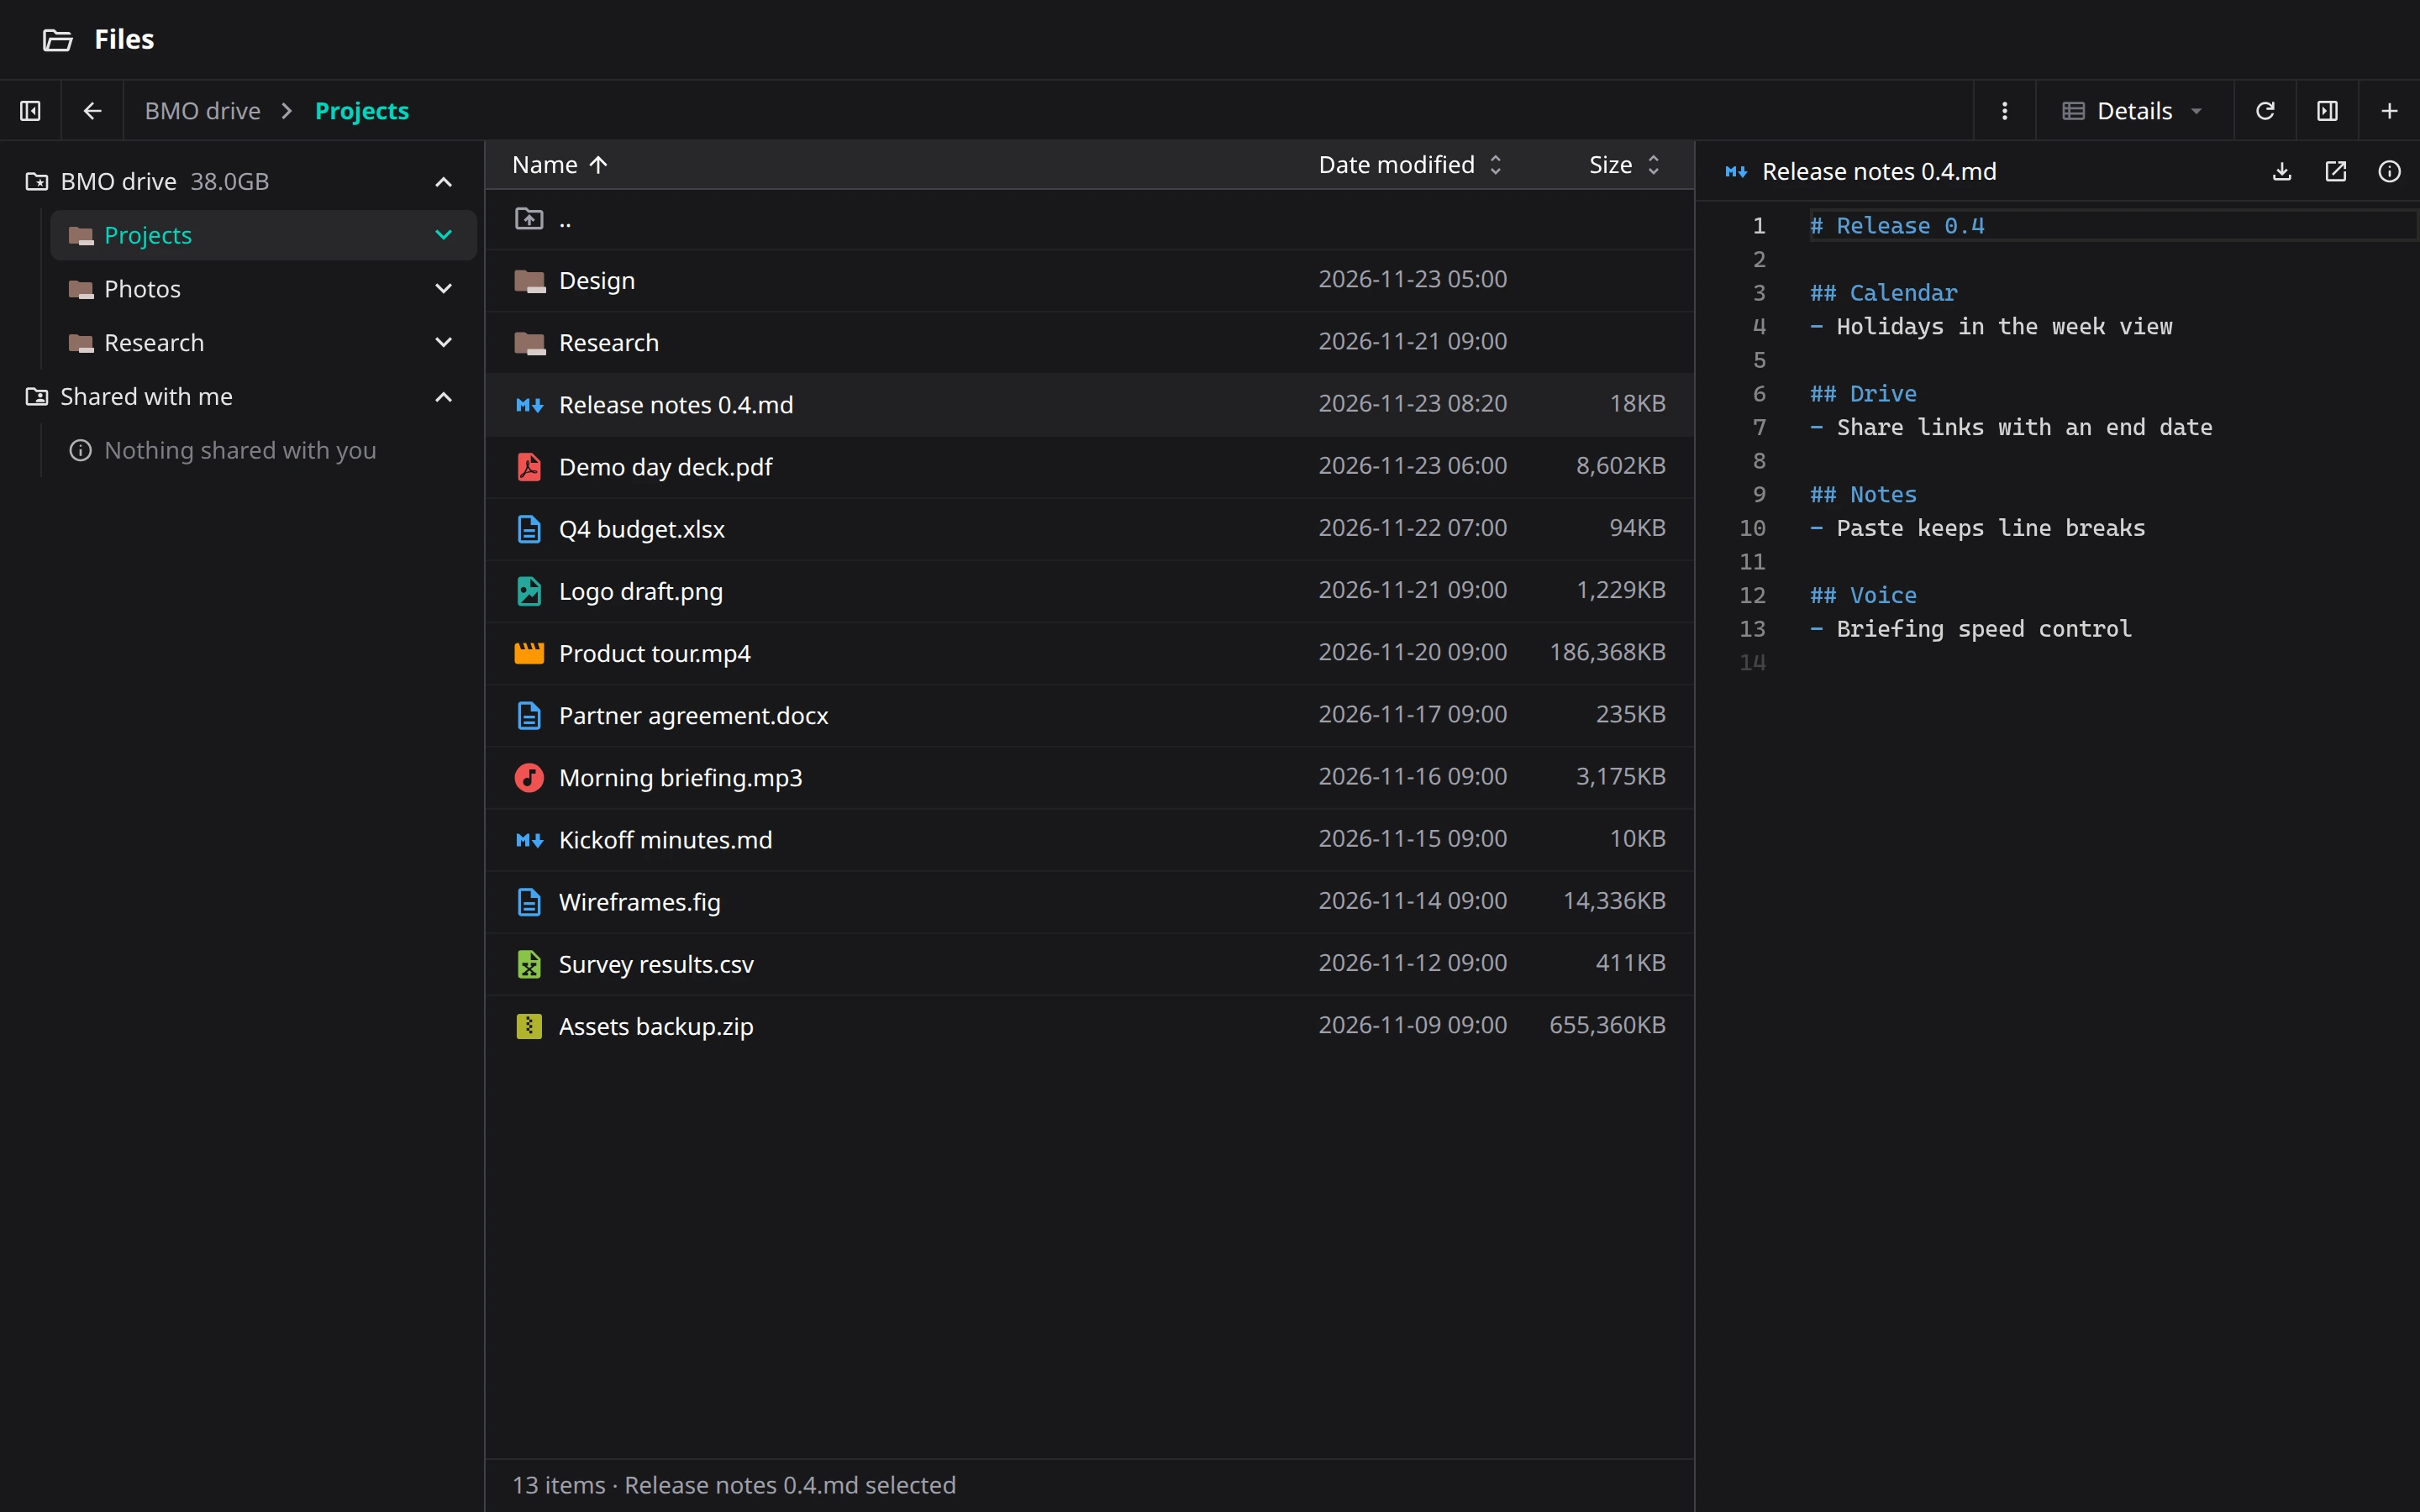 Files
BMO drive > Projects
Details
BMO drive 38.0GB
Projects
Photos
Research
Shared with me
Nothing shared with you
Name Date modified Size
..
Design 2026-11-23 05:00
Research 2026-11-21 09:00
Release notes 0.4.md 2026-11-23 08:20 18KB
Demo day deck.pdf 2026-11-23 06:00 8,602KB
Q4 budget.xlsx 2026-11-22 07:00 94KB
Logo draft.png 2026-11-21 09:00 1,229KB
Product tour.mp4 2026-11-20 09:00 186,368KB
Partner agreement.docx 2026-11-17 09:00 235KB
Morning briefing.mp3 2026-11-16 09:00 3,175KB
Kickoff minutes.md 2026-11-15 09:00 10KB
Wireframes.fig 2026-11-14 09:00 14,336KB
Survey results.csv 2026-11-12 09:00 411KB
Assets backup.zip 2026-11-09 09:00 655,360KB
13 items · Release notes 0.4.md selected
Release notes 0.4.md
1 # Release 0.4
2
3 ## Calendar
4 - Holidays in the week view
5
6 ## Drive
7 - Share links with an end date
8
9 ## Notes
10 - Paste keeps line breaks
11
12 ## Voice
13 - Briefing speed control
14